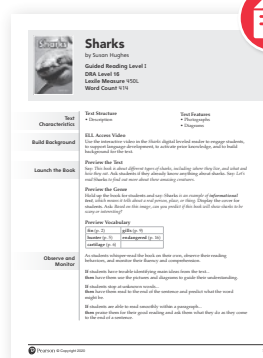 Sharks
Sharks
by Susan Hughes
Guided Reading Level I
DRA Level 16
Lexile Measure 450L
Word Count 414
Text Characteristics
Text Structure
• Description
Text Features
• Photographs
• Diagrams
Build Background
ELL Access Video
Use the interactive video in the Sharks digital leveled reader to engage students,
to support language development, to activate prior knowledge, and to build
background for the text.
Launch the Book
Preview the Text
Say: This book is about different types of sharks, including where they live, and what and
how they eat. Ask students if they already know anything about sharks. Say: Let's
read Sharks to find out more about these amazing creatures.
Preview the Genre
Hold up the book for students and say: Sharks is an example of informational
text, which means it tells about a real person, place, or thing. Display the cover for
students. Ask: Based on this image, can you predict if this book will show sharks to be
scary or interesting?
Preview Vocabulary
fin (p. 2) gills (p. 9)
hunter (p. 5) endangered (p. 16)
cartilage (p. 6)
Observe and Monitor
As students whisper-read the book on their own, observe their reading
behaviors, and monitor their fluency and comprehension.
If students have trouble identifying main ideas from the text...
then have them use the pictures and diagrams to guide their understanding.
If students stop at unknown words...
then have them read to the end of the sentence and predict what the word
might be.
If students are able to read smoothly within a paragraph...
then praise them for their good reading and ask them what they do as they come
to the end of a sentence.
Pearson © Copyright 2020